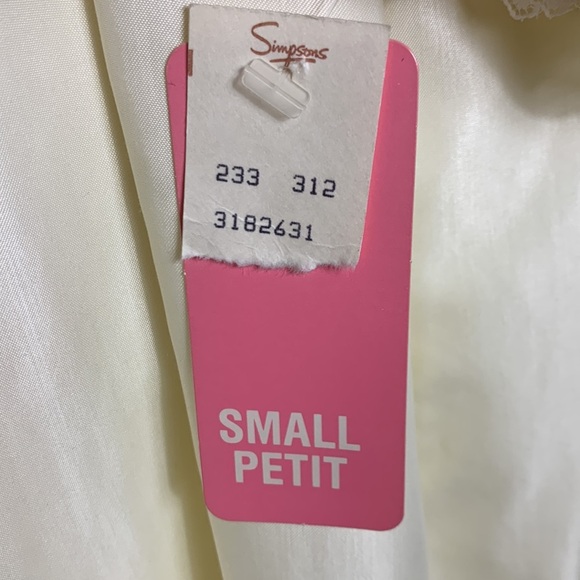 Simpsons
233 312
3182631
SMALL
PETIT